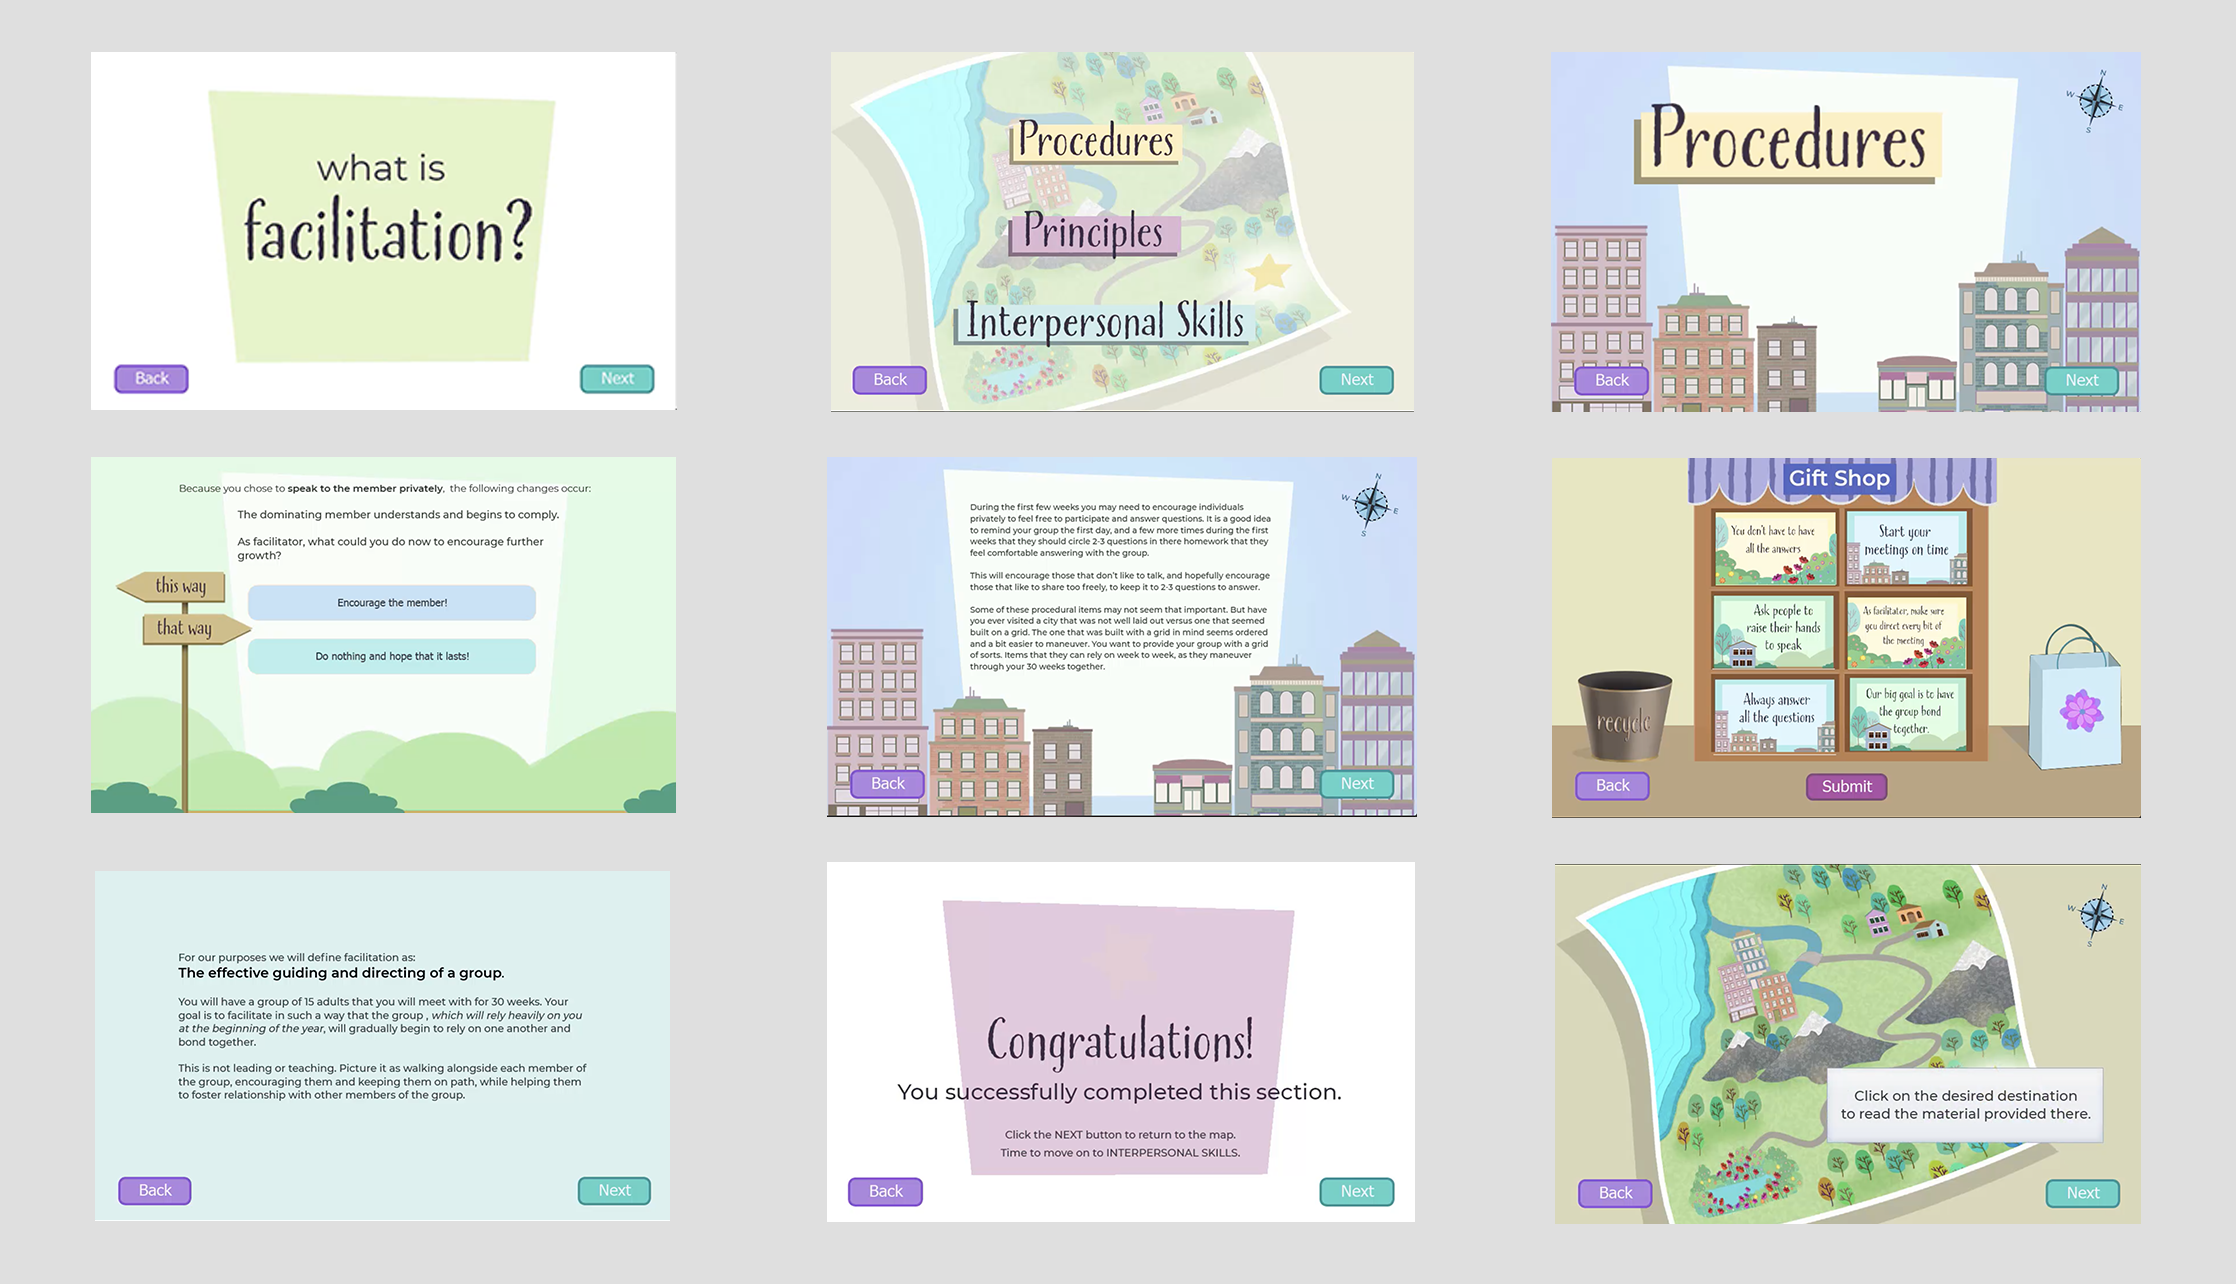 what is
facilitation?
Back
Next
Procedures
Principles
Interpersonal Skills
Back
Next
Procedures
N
W
E
S
Back
Next
Because you chose to speak to the member privately, the following changes occur:
The dominating member understands and begins to comply.
As facilitator, what could you do now to encourage further
growth?
this way
that way
Encourage the member!
Do nothing and hope that it lasts!
During the first few weeks you may need to encourage individuals
privately to feel free to participate and answer questions. It is a good idea
to remind your group the first day, and a few more times during the first
weeks that they should circle 2-3 questions in there homework that they
feel comfortable answering with the group.
This will encourage those that don't like to talk, and hopefully encourage
those that like to share too freely, to keep it to 2-3 questions to answer.
Some of these procedural items may not seem that important. But have
you ever visited a city that was not well laid out versus one that seemed
built on a grid. The one that was built with a grid in mind seems ordered
and a bit easier to maneuver. You want to provide your group with a grid
of sorts. Items that they can rely on week to week, as they maneuver
through your 30 weeks together.
N
W
E
S
Back
Next
Gift Shop
You don't have to have
all the answers
Start your
meetings on time
Ask people to
raise their hands
to speak
As facilitator, make sure
you direct every bit of
the meeting
Always answer
all the questions
Our big goal is to have
the group bond
together.
recycle
Back
Submit
For our purposes we will define facilitation as:
The effective guiding and directing of a group.
You will have a group of 15 adults that you will meet with for 30 weeks. Your
goal is to facilitate in such a way that the group , which will rely heavily on you
at the beginning of the year, will gradually begin to rely on one another and
bond together.
This is not leading or teaching. Picture it as walking alongside each member of
the group, encouraging them and keeping them on path, while helping them
to foster relationship with other members of the group.
Back
Next
Congratulations!
You successfully completed this section.
Click the NEXT button to return to the map.
Time to move on to INTERPERSONAL SKILLS.
Back
Next
N
W
E
S
Click on the desired destination
to read the material provided there.
Back
Next